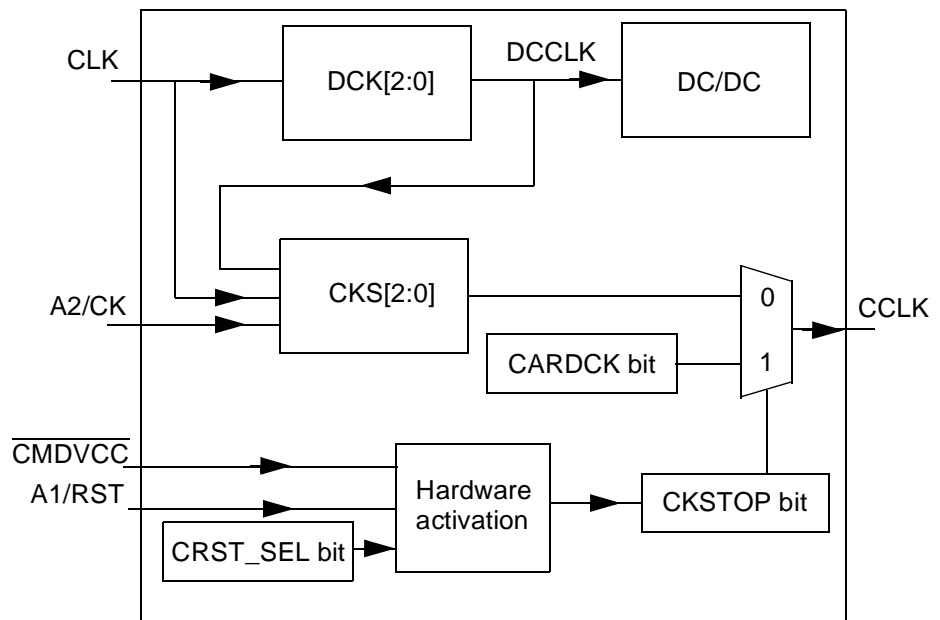 CLK
DCK[2:0]
DCCLK
DC/DC
A2/CK
CKS[2:0]
0
CCLK
CARDCK bit
1
CMDVCC
A1/RST
Hardware
activation
CKSTOP bit
CRST_SEL bit